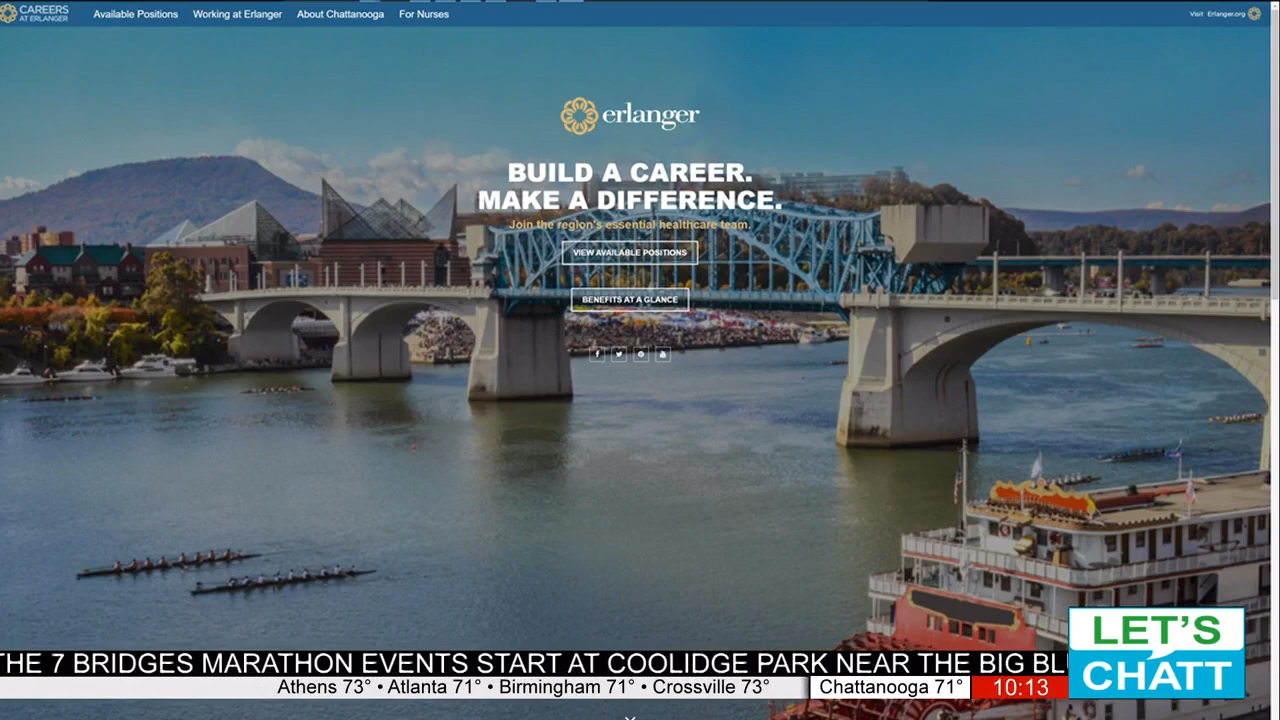 CAREERS
AT ERLANGER
Available Positions
Working at Erlanger
About Chattanooga
For Nurses
Visit Erlanger.org
erlanger
BUILD A CAREER.
MAKE A DIFFERENCE.
Join the region's essential healthcare team.
VIEW AVAILABLE POSITIONS
BENEFITS AT A GLANCE
LET'S
CHATT
THE 7 BRIDGES MARATHON EVENTS START AT COOLIDGE PARK NEAR THE BIG BL
Athens 73° • Atlanta 71° • Birmingham 71° • Crossville 73°
Chattanooga 71°
10:13